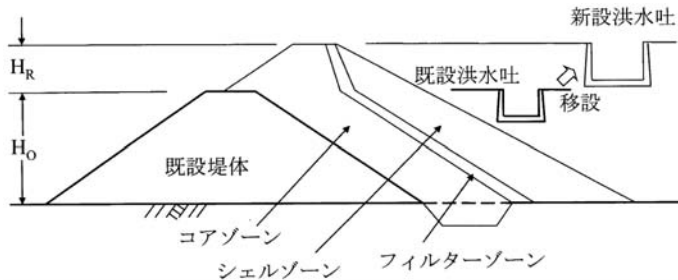 新設洪水吐
H_R
既設洪水吐
移設
H_O
既設堤体
コアゾーン
シェルゾーン
フィルターゾーン